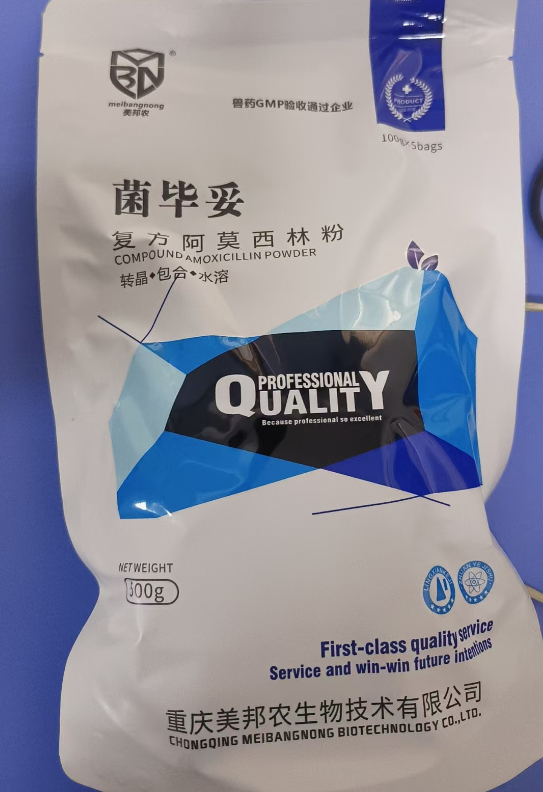 MBN
®
meibangnong
美邦农
兽药GMP验收通过企业
PRODUCT
100g×5bags
菌毕妥
复方阿莫西林粉
COMPOUND AMOXICILLIN POWDER
转晶◆包合◆水溶
PROFESSIONAL
QUALITY
Because professional so excellent
NET WEIGHT
500g
First-class quality service
Service and win-win future intentions
重庆美邦农生物技术有限公司
CHONGQING MEIBANGNONG BIOTECHNOLOGY CO.,LTD.